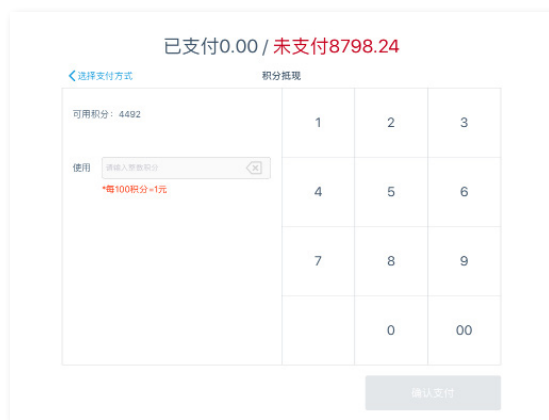 已支付0.00 / 未支付8798.24
选择支付方式
积分抵现
可用积分：4492
使用 请输入整数积分
*每100积分=1元
1 2 3
4 5 6
7 8 9
0 00
确认支付